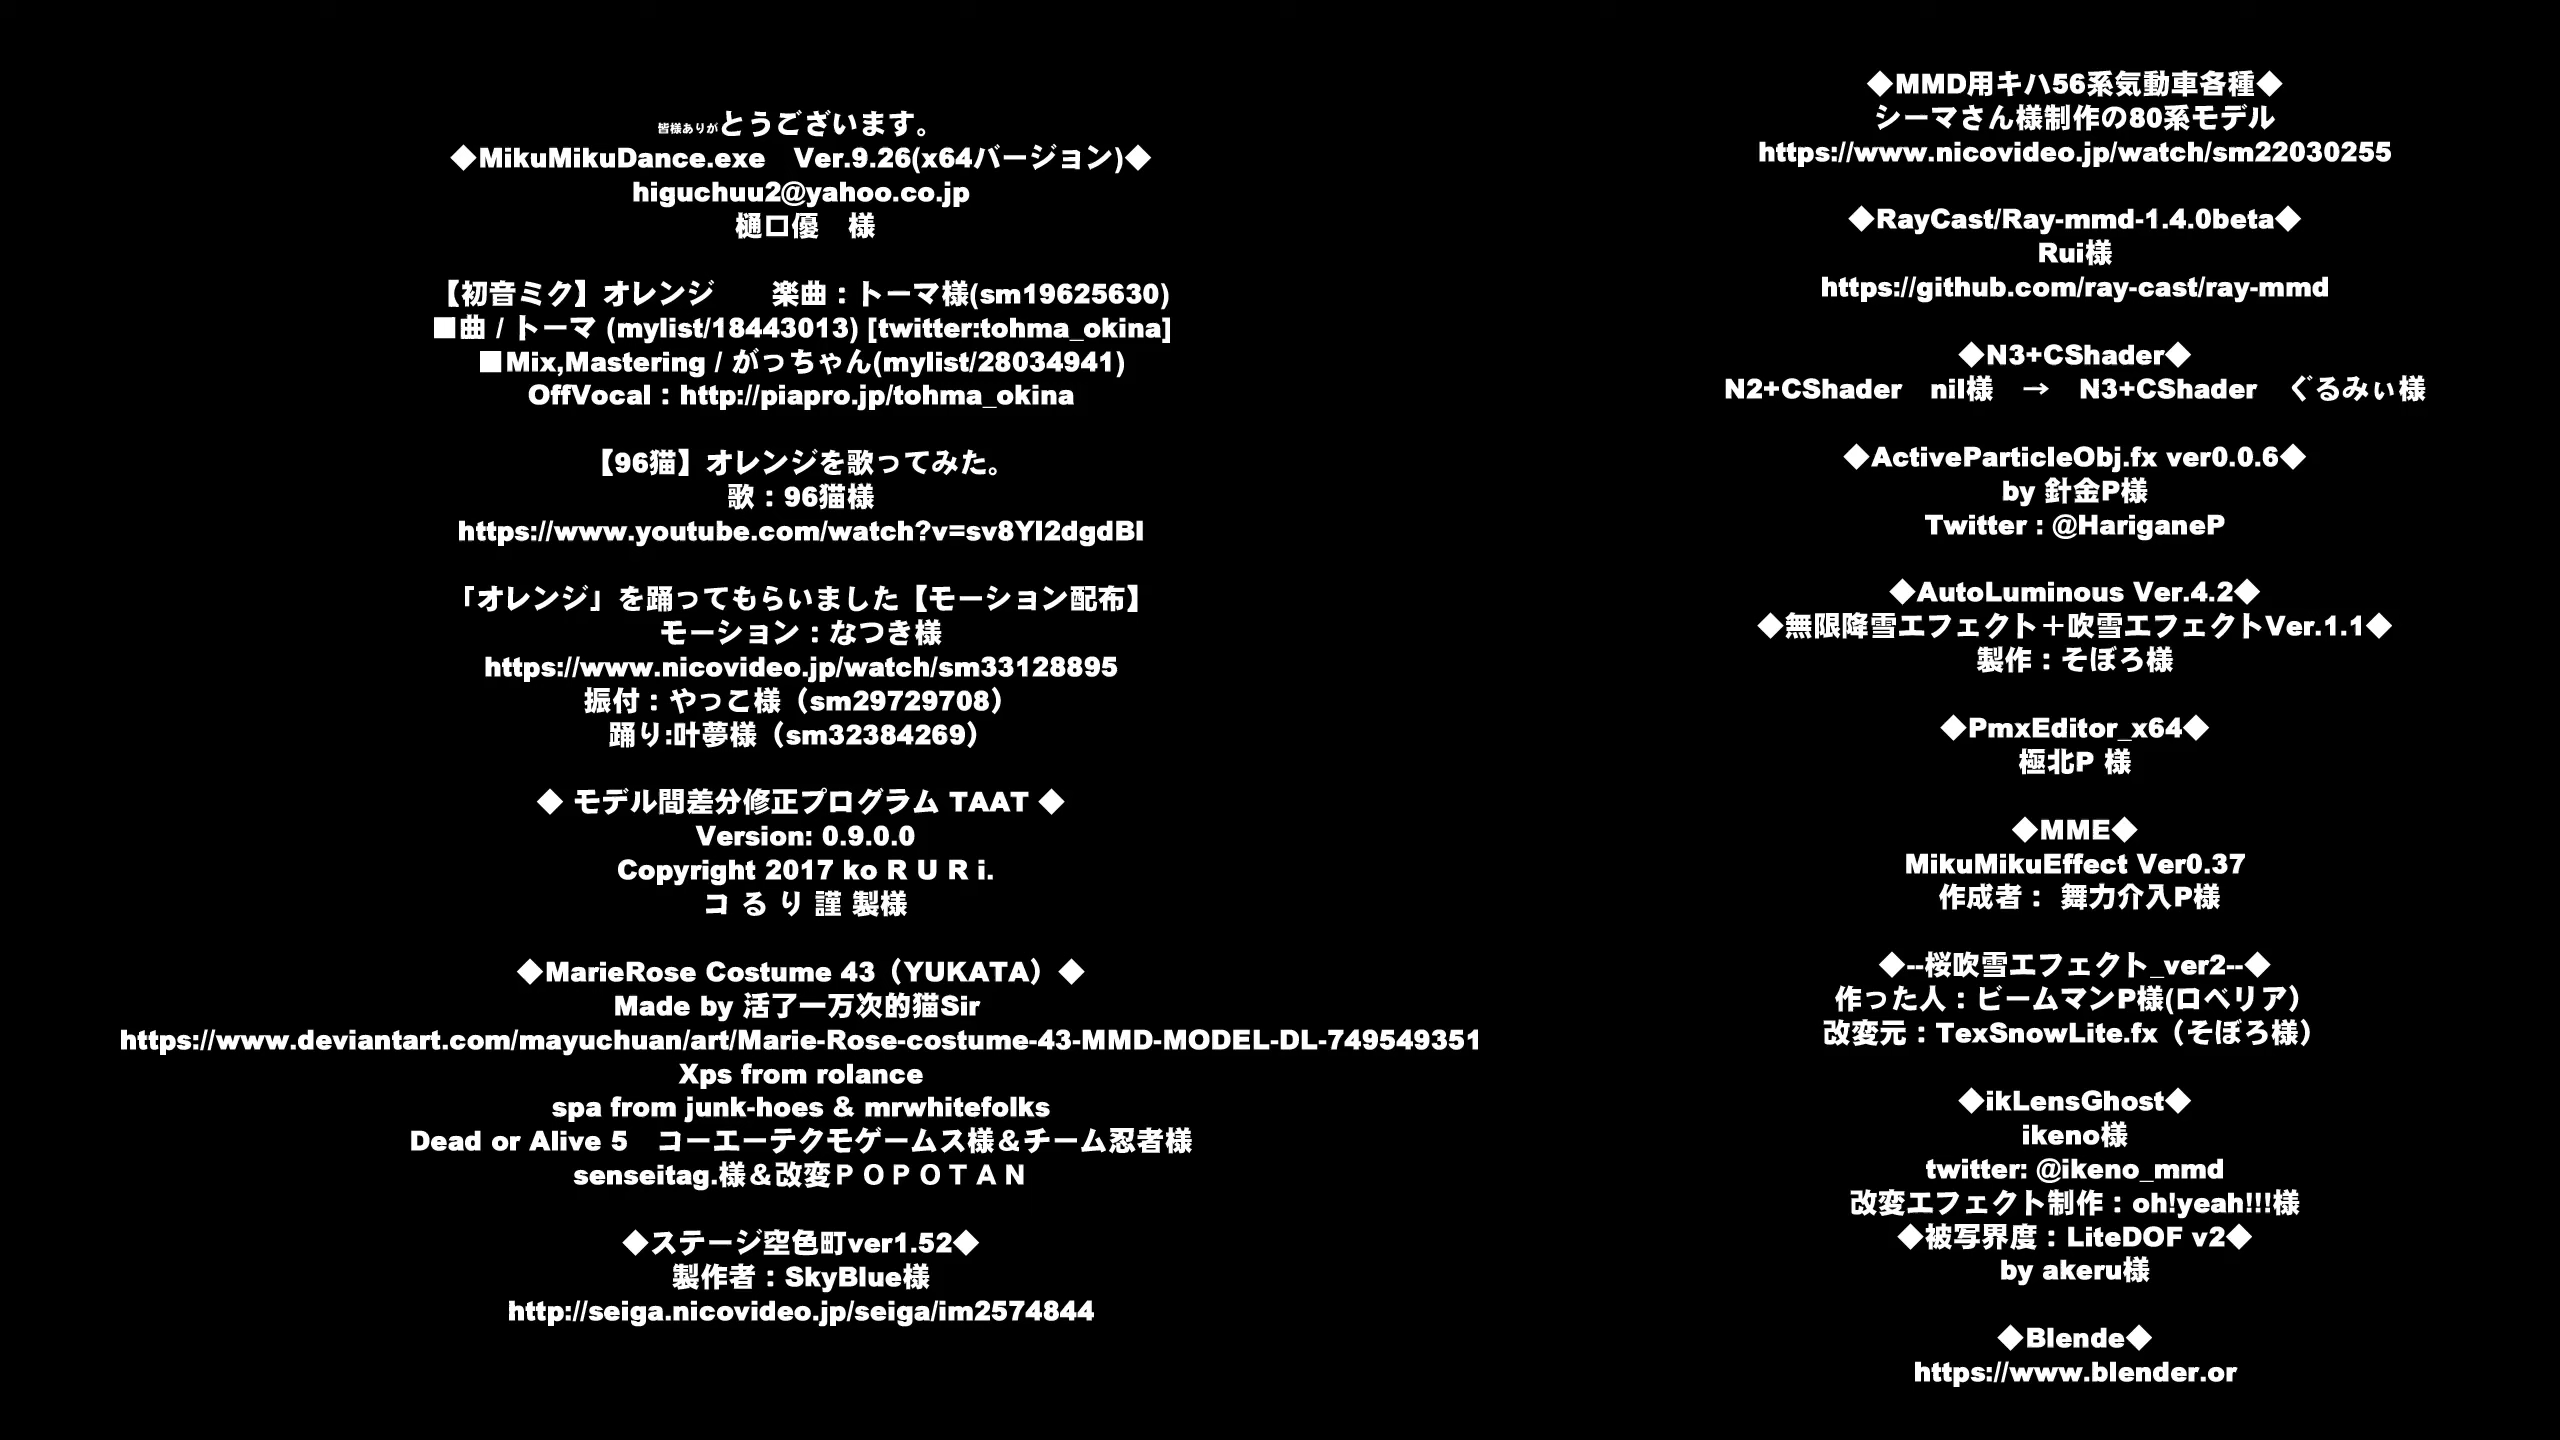 皆様ありがとうございます。
◆MikuMikuDance.exe　Ver.9.26(x64バージョン)◆
higuchuu2@yahoo.co.jp
樋口優　様
【初音ミク】オレンジ　　楽曲：トーマ様(sm19625630)
■曲 / トーマ (mylist/18443013) [twitter:tohma_okina]
■Mix,Mastering / がっちゃん(mylist/28034941)
OffVocal：http://piapro.jp/tohma_okina
【96猫】オレンジを歌ってみた。
歌：96猫様
https://www.youtube.com/watch?v=sv8YI2dgdBI
「オレンジ」を踊ってもらいました【モーション配布】
モーション：なつき様
https://www.nicovideo.jp/watch/sm33128895
振付：やっこ様（sm29729708）
踊り:叶夢様（sm32384269）
◆ モデル間差分修正プログラム TAAT ◆
Version: 0.9.0.0
Copyright 2017 ko R U R i.
コ る り 謹 製様
◆MarieRose Costume 43（YUKATA）◆
Made by 活了一万次的猫Sir
https://www.deviantart.com/mayuchuan/art/Marie-Rose-costume-43-MMD-MODEL-DL-749549351
Xps from rolance
spa from junk-hoes & mrwhitefolks
Dead or Alive 5　コーエーテクモゲームス様＆チーム忍者様
senseitag.様＆改変ＰＯＰＯＴＡＮ
◆ステージ空色町ver1.52◆
製作者：SkyBlue様
http://seiga.nicovideo.jp/seiga/im2574844
◆MMD用キハ56系気動車各種◆
シーマさん様制作の80系モデル
https://www.nicovideo.jp/watch/sm22030255
◆RayCast/Ray-mmd-1.4.0beta◆
Rui様
https://github.com/ray-cast/ray-mmd
◆N3+CShader◆
N2+CShader　nil様　→　N3+CShader　ぐるみぃ様
◆ActiveParticleObj.fx ver0.0.6◆
by 針金P様
Twitter : @HariganeP
◆AutoLuminous Ver.4.2◆
◆無限降雪エフェクト＋吹雪エフェクトVer.1.1◆
製作：そぼろ様
◆PmxEditor_x64◆
極北P 様
◆MME◆
MikuMikuEffect Ver0.37
作成者： 舞力介入P様
◆--桜吹雪エフェクト_ver2--◆
作った人：ビームマンP様(ロベリア）
改変元：TexSnowLite.fx（そぼろ様）
◆ikLensGhost◆
ikeno様
twitter: @ikeno_mmd
改変エフェクト制作：oh!yeah!!!様
◆被写界度：LiteDOF v2◆
by akeru様
◆Blende◆
https://www.blender.or